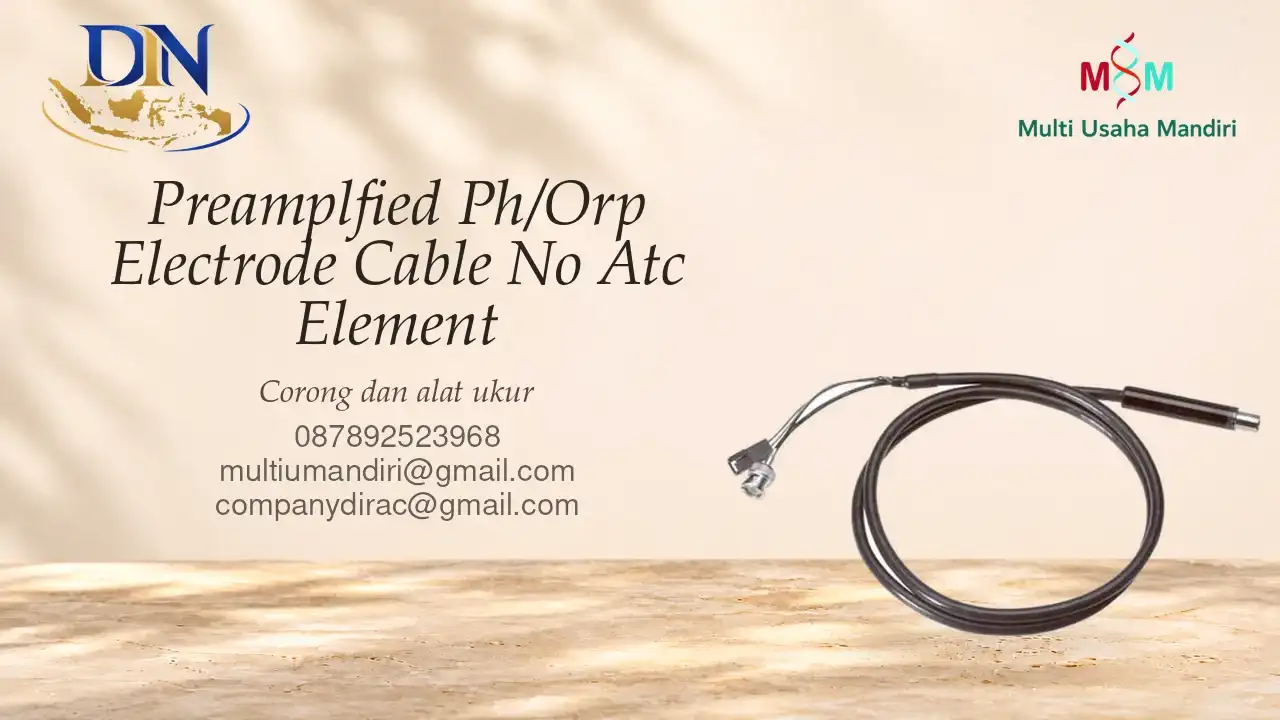 DN
M M
Multi Usaha Mandiri
Preamplfied Ph/Orp
Electrode Cable No Atc
Element
Corong dan alat ukur
087892523968
multiumandiri@gmail.com
companydirac@gmail.com